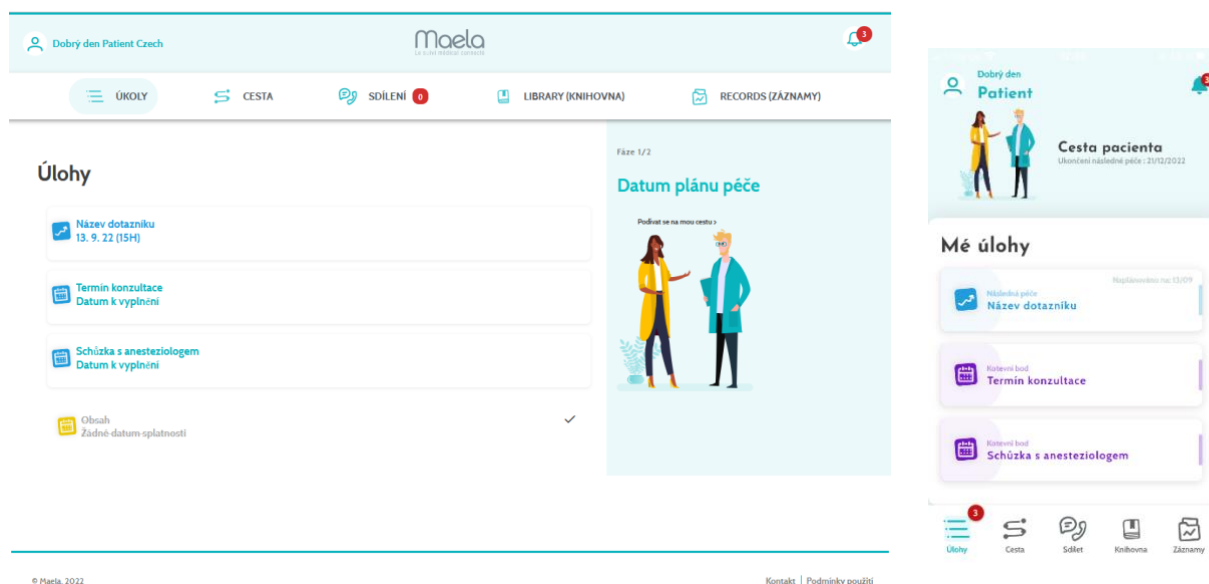 Dobrý den Patient Czech
Maela
3
ÚKOLY
CESTA
SDÍLENÍ 0
LIBRARY (KNIHOVNA)
RECORDS (ZÁZNAMY)
Úlohy
Název dotazníku
13. 9. 22 (15H)
Termín konzultace
Datum k vyplnění
Schůzka s anesteziologem
Datum k vyplnění
Obsah
Žádné datum splatnosti
Fáze 1/2
Datum plánu péče
Podívat se na mou cestu >
© Maela, 2022
Kontakt | Podmínky použití
Dobrý den
Patient
3
Cesta pacienta
Ukončení následné péče : 21/12/2022
Mé úlohy
Naplánováno na: 13/09
Následná péče
Název dotazníku
Kotevní bod
Termín konzultace
Kotevní bod
Schůzka s anesteziologem
3
Úlohy
Cesta
Sdílet
Knihovna
Záznamy